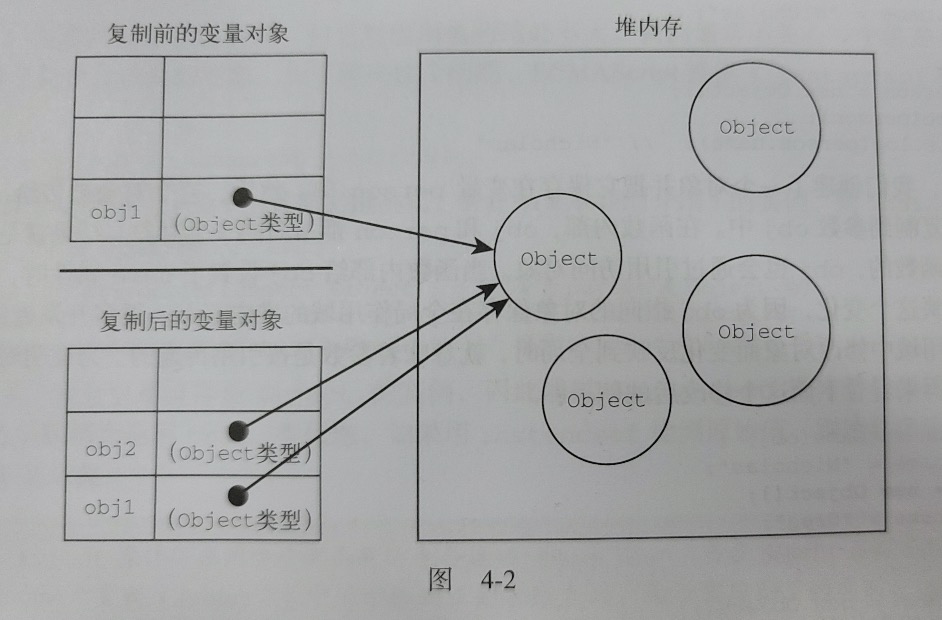 复制前的变量对象
堆内存
obj1
(Object类型)
Object
Object
复制后的变量对象
Object
Object
obj2
(Object类型)
obj1
(Object类型)
图 4-2